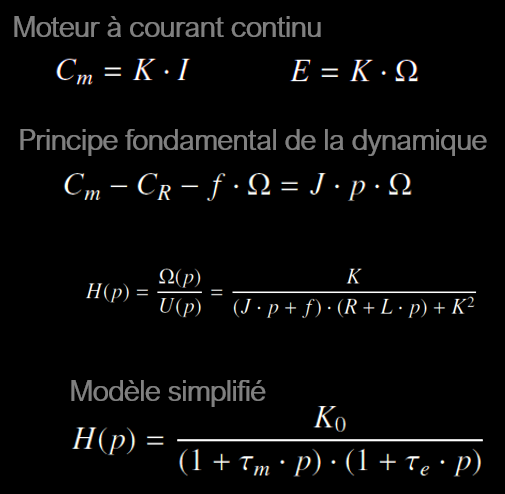 Moteur à courant continu
C_m = K · I E = K · Ω
Principe fondamental de la dynamique
C_m − C_R − f · Ω = J · p · Ω
H(p) = Ω(p)/U(p) = K/((J · p + f) · (R + L · p) + K²)
Modèle simplifié
H(p) = K_0/((1 + τ_m · p) · (1 + τ_e · p))